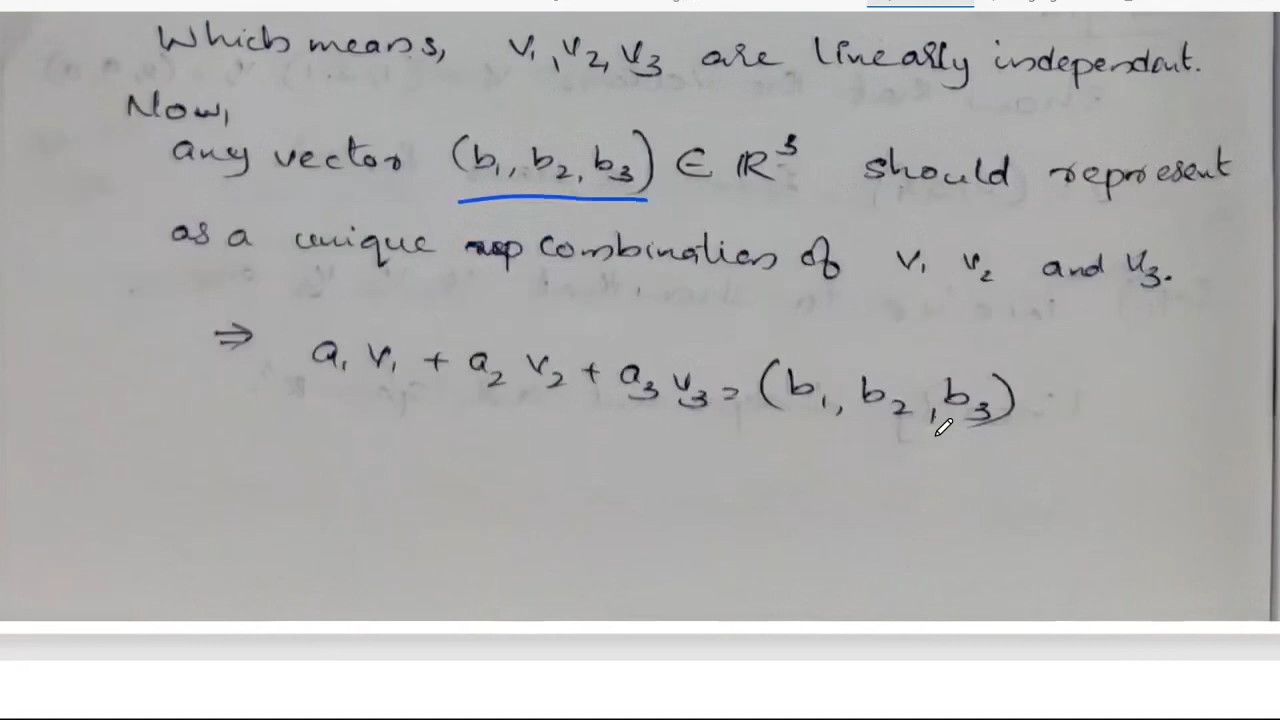 Which means, v1, v2, v3 are linearly independent.
Now,
any vector (b1, b2, b3) ∈ ℝ³ should represent
as a unique combination of v1 v2 and v3.
⇒ a1 v1 + a2 v2 + a3 v3 = (b1, b2, b3)